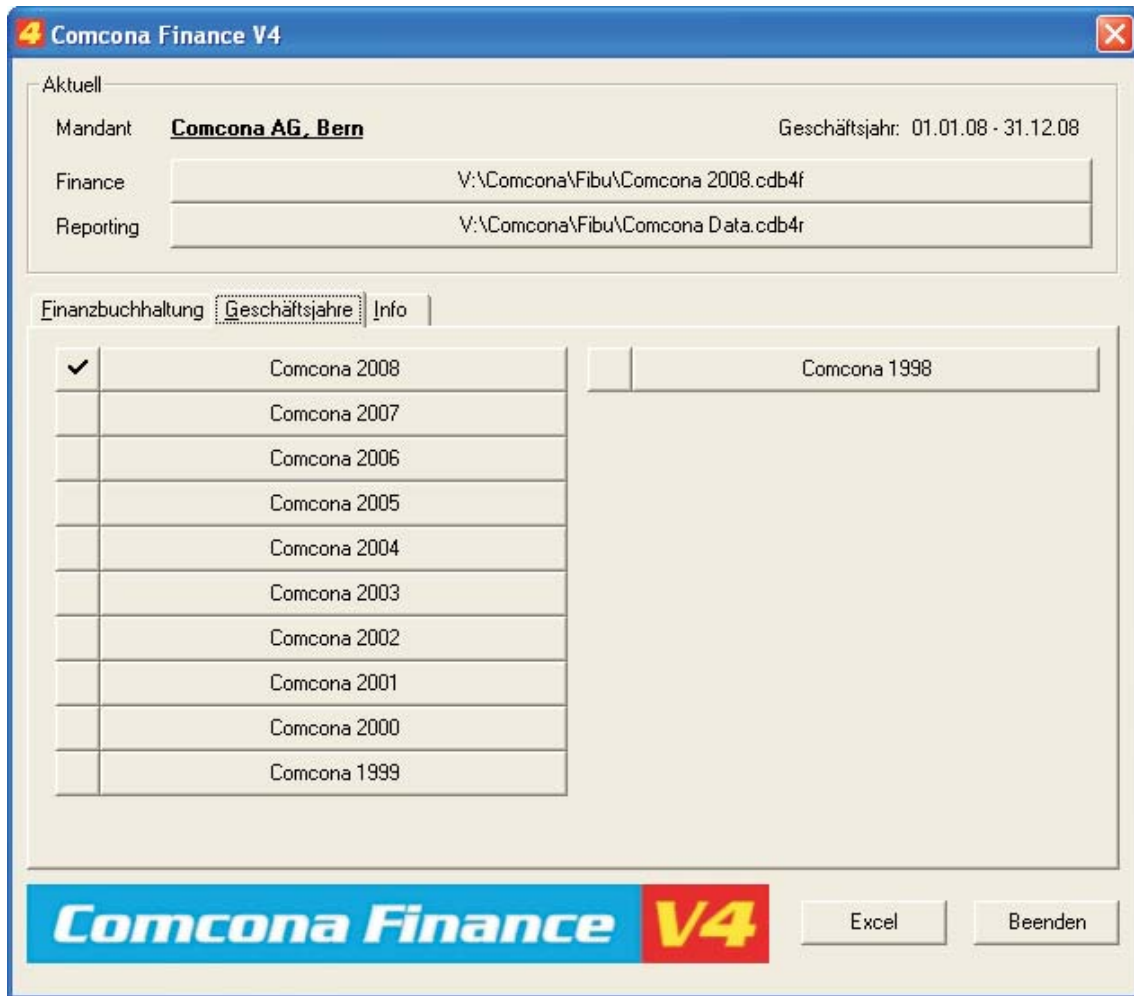 4 Comcona Finance V4
Aktuell
Mandant Comcona AG, Bern Geschäftsjahr: 01.01.08 - 31.12.08
Finance V:\Comcona\Fibu\Comcona 2008.cdb4f
Reporting V:\Comcona\Fibu\Comcona Data.cdb4r
Finanzbuchhaltung Geschäftsjahre Info
Comcona 2008 Comcona 1998
Comcona 2007
Comcona 2006
Comcona 2005
Comcona 2004
Comcona 2003
Comcona 2002
Comcona 2001
Comcona 2000
Comcona 1999
Comcona Finance V4 Excel Beenden